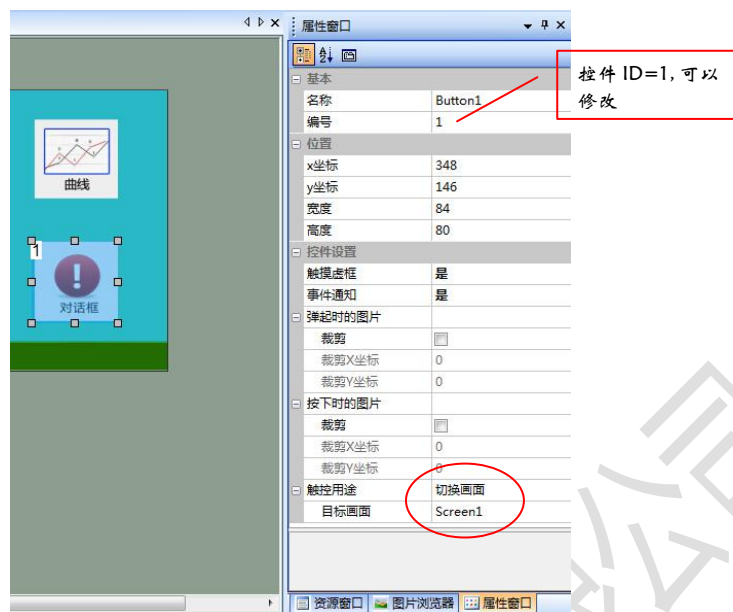 属性窗口
基本
名称 Button1
编号 1
位置
x坐标 348
y坐标 146
宽度 84
高度 80
控件设置
触摸虚框 是
事件通知 是
弹起时的图片
裁剪
裁剪X坐标 0
裁剪Y坐标 0
按下时的图片
裁剪
裁剪X坐标 0
裁剪Y坐标 0
触控用途 切换画面
目标画面 Screen1
资源窗口 图片浏览器 属性窗口
曲线
1
对话框
控件 ID=1,可以
修改
公司